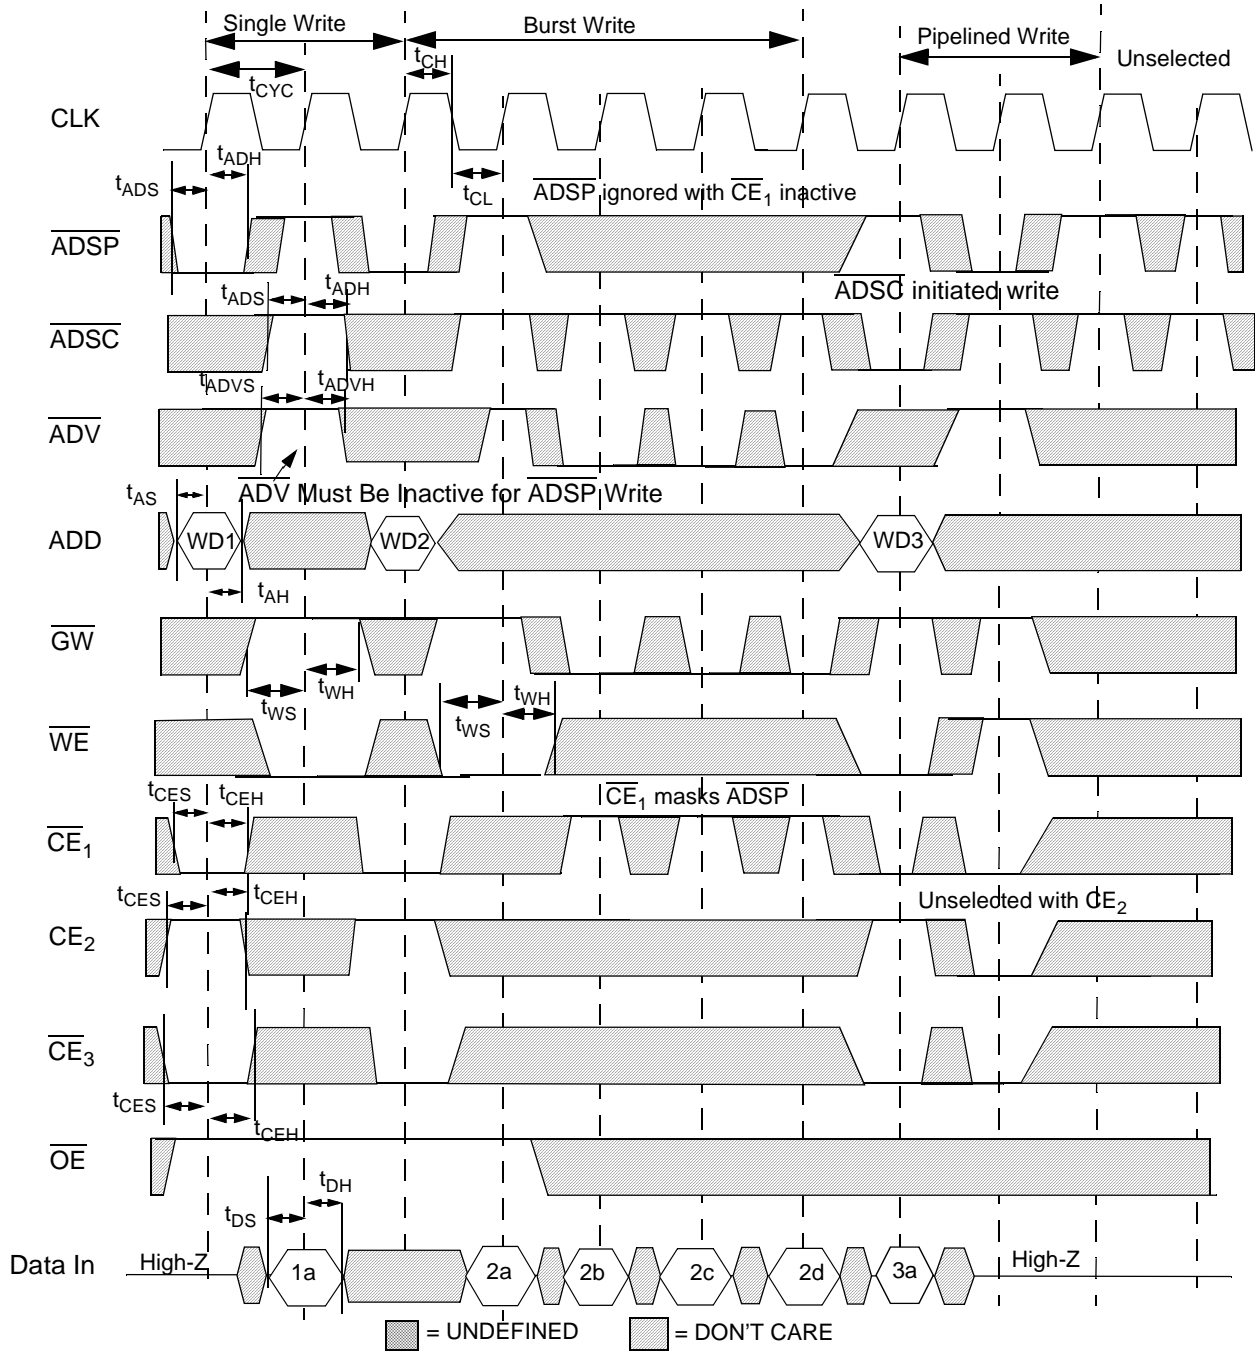 Single Write
Burst Write
Pipelined Write
Unselected
tCH
tCYC
CLK
tADH
tADS
tCL
ADSP ignored with CE1 inactive
ADSP
tADS
tADH
ADSC initiated write
ADSC
tADVS
tADVH
ADV
tAS
ADV Must Be Inactive for ADSP Write
ADD
WD1
WD2
WD3
tAH
GW
tWS
tWH
tWS
tWH
WE
tCES
tCEH
CE1 masks ADSP
CE1
tCES
tCEH
Unselected with CE2
CE2
CE3
tCES
tCEH
OE
tDH
tDS
Data In
High-Z
1a
2a
2b
2c
2d
3a
High-Z
= UNDEFINED
= DON'T CARE